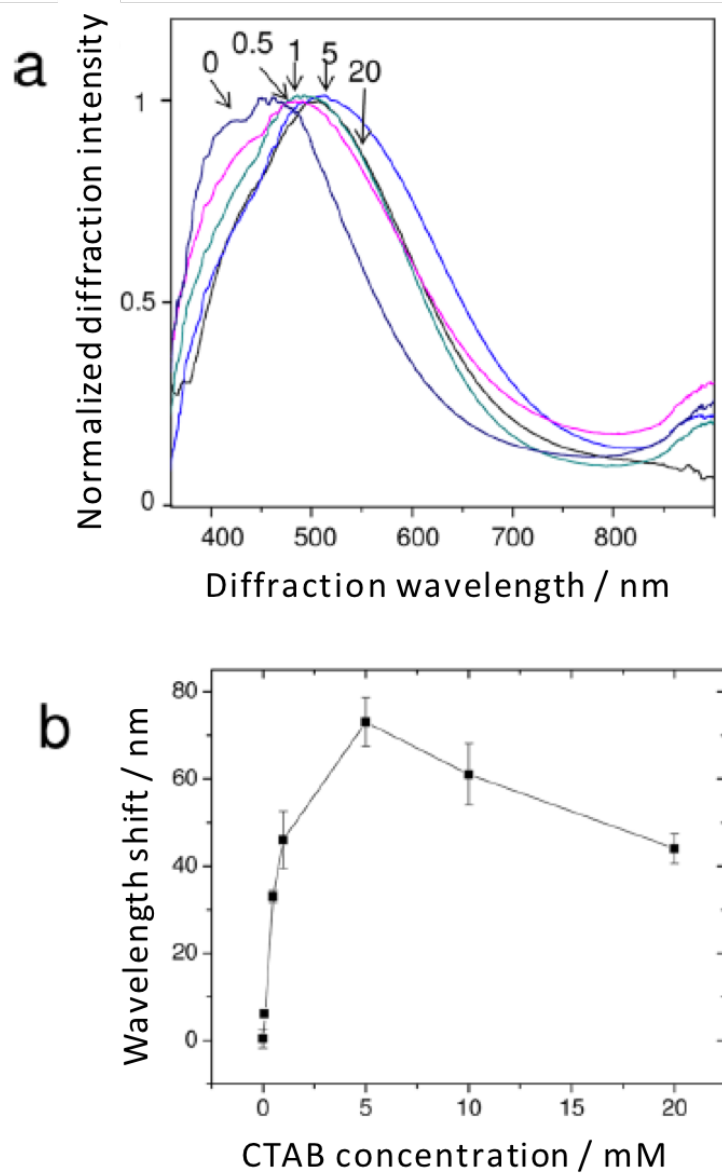 a
0 0.5 1 5 20
Normalized diffraction intensity
1
0.5
0
400 500 600 700 800
Diffraction wavelength / nm
b
Wavelength shift / nm
80
60
40
20
0
0 5 10 15 20
CTAB concentration / mM